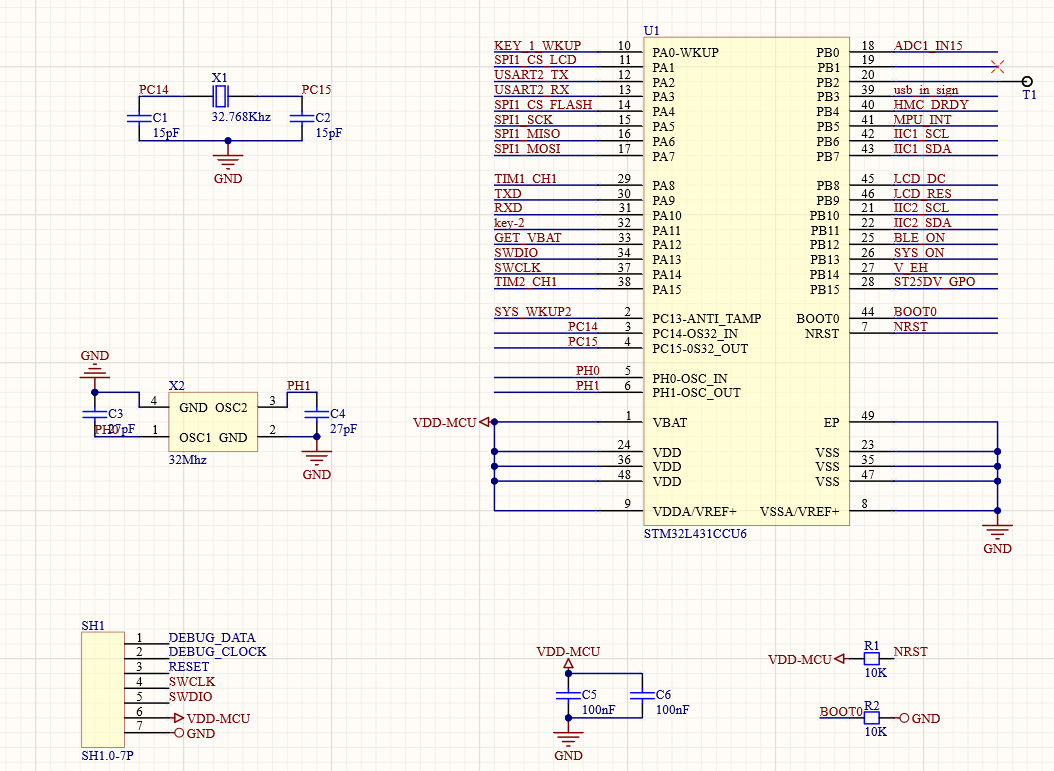 X1
PC14
PC15
C1
15pF
32.768Khz
C2
15pF
GND
U1
KEY_1_WKUP 10 PA0-WKUP PB0 18 ADC1_IN15
SPI1_CS_LCD 11 PA1 PB1 19
USART2_TX 12 PA2 PB2 20
T1
USART2_RX 13 PA3 PB3 39 usb_in_sign
SPI1_CS_FLASH 14 PA4 PB4 40 HMC_DRDY
SPI1_SCK 15 PA5 PB5 41 MPU_INT
SPI1_MISO 16 PA6 PB6 42 IIC1_SCL
SPI1_MOSI 17 PA7 PB7 43 IIC1_SDA
TIM1_CH1 29 PA8 PB8 45 LCD_DC
TXD 30 PA9 PB9 46 LCD_RES
RXD 31 PA10 PB10 21 IIC2_SCL
key-2 32 PA11 PB11 22 IIC2_SDA
GET_VBAT 33 PA12 PB12 25 BLE_ON
SWDIO 34 PA13 PB13 26 SYS_ON
SWCLK 37 PA14 PB14 27 V_EH
TIM2_CH1 38 PA15 PB15 28 ST25DV_GPO
SYS_WKUP2 2 PC13-ANTI_TAMP BOOT0 44 BOOT0
PC14 3 PC14-OS32_IN NRST 7 NRST
PC15 4 PC15-0S32_OUT
PH0 5 PH0-OSC_IN
PH1 6 PH1-OSC_OUT
VDD-MCU 1 VBAT EP 49
24 VDD VSS 23
36 VDD VSS 35
48 VDD VSS 47
9 VDDA/VREF+ VSSA/VREF+ 8
STM32L431CCU6
GND
GND
X2
PH1
4 GND OSC2 3
C3
27pF
PH0
1 OSC1 GND 2
32Mhz
C4
27pF
GND
SH1
1 DEBUG_DATA
2 DEBUG_CLOCK
3 RESET
4 SWCLK
5 SWDIO
6 VDD-MCU
7 GND
SH1.0-7P
VDD-MCU
C5
100nF
C6
100nF
GND
VDD-MCU R1 NRST
10K
BOOT0 R2 GND
10K